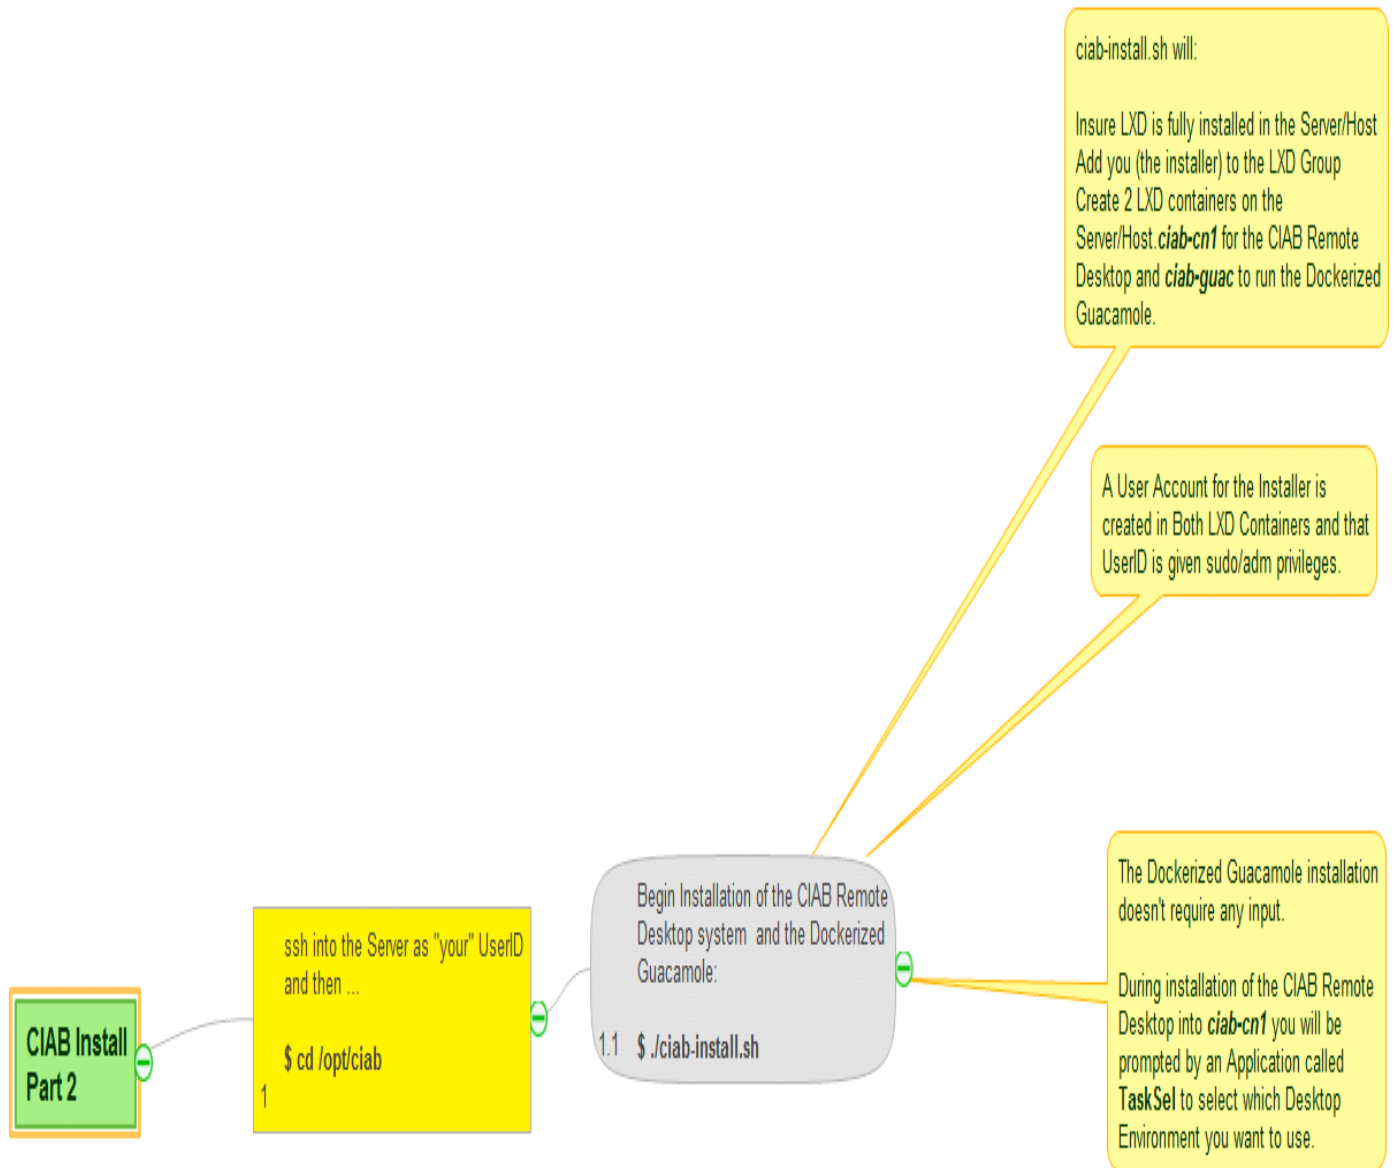 CIAB Install
Part 2
ssh into the Server as "your" UserID
and then ...
$ cd /opt/ciab
1
Begin Installation of the CIAB Remote
Desktop system and the Dockerized
Guacamole:
1.1 $ ./ciab-install.sh
ciab-install.sh will:
Insure LXD is fully installed in the Server/Host
Add you (the installer) to the LXD Group
Create 2 LXD containers on the
Server/Host.ciab-cn1 for the CIAB Remote
Desktop and ciab-guac to run the Dockerized
Guacamole.
A User Account for the Installer is
created in Both LXD Containers and that
UserID is given sudo/adm privileges.
The Dockerized Guacamole installation
doesn't require any input.
During installation of the CIAB Remote
Desktop into ciab-cn1 you will be
prompted by an Application called
TaskSel to select which Desktop
Environment you want to use.